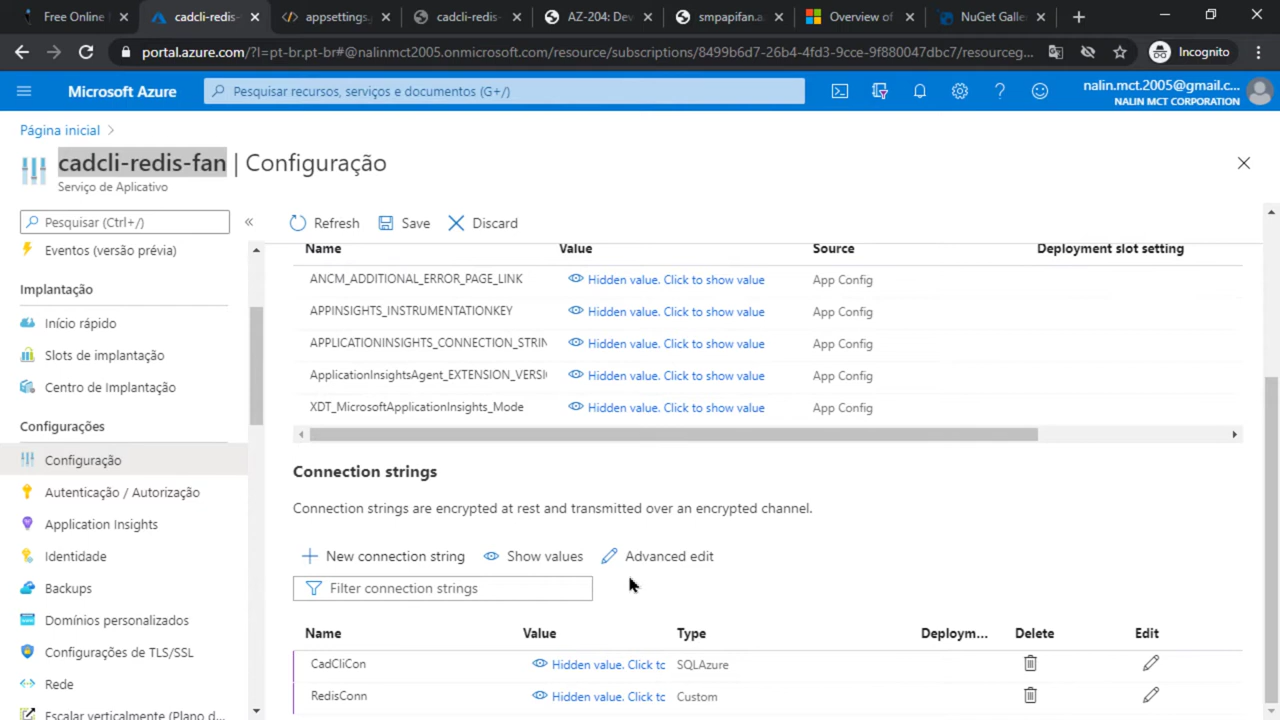 Free Online
cadcli-redis-
appsettings.j
cadcli-redis-
AZ-204: Dev
smpapifan.a
Overview of
NuGet Galle
portal.azure.com/?l=pt-br.pt-br#@nalinmct2005.onmicrosoft.com/resource/subscriptions/8499b6d7-26b4-4fd3-9cce-9f880047dbc7/resourceg...
Incognito
Microsoft Azure
Pesquisar recursos, serviços e documentos (G+/)
nalin.mct.2005@gmail.c...
NALIN MCT CORPORATION
Página inicial
cadcli-redis-fan | Configuração
Serviço de Aplicativo
Pesquisar (Ctrl+/)
Refresh
Save
Discard
Eventos (versão prévia)
Implantação
Início rápido
Slots de implantação
Centro de Implantação
Configurações
Configuração
Autenticação / Autorização
Application Insights
Identidade
Backups
Domínios personalizados
Configurações de TLS/SSL
Rede
Escalar verticalmente (Plano d...
Name Value Source Deployment slot setting
ANCM_ADDITIONAL_ERROR_PAGE_LINK Hidden value. Click to show value App Config
APPINSIGHTS_INSTRUMENTATIONKEY Hidden value. Click to show value App Config
APPLICATIONINSIGHTS_CONNECTION_STRIN Hidden value. Click to show value App Config
ApplicationInsightsAgent_EXTENSION_VERSI Hidden value. Click to show value App Config
XDT_MicrosoftApplicationInsights_Mode Hidden value. Click to show value App Config
Connection strings
Connection strings are encrypted at rest and transmitted over an encrypted channel.
New connection string
Show values
Advanced edit
Filter connection strings
Name Value Type Deploym... Delete Edit
CadCliCon Hidden value. Click tc SQLAzure
RedisConn Hidden value. Click tc Custom